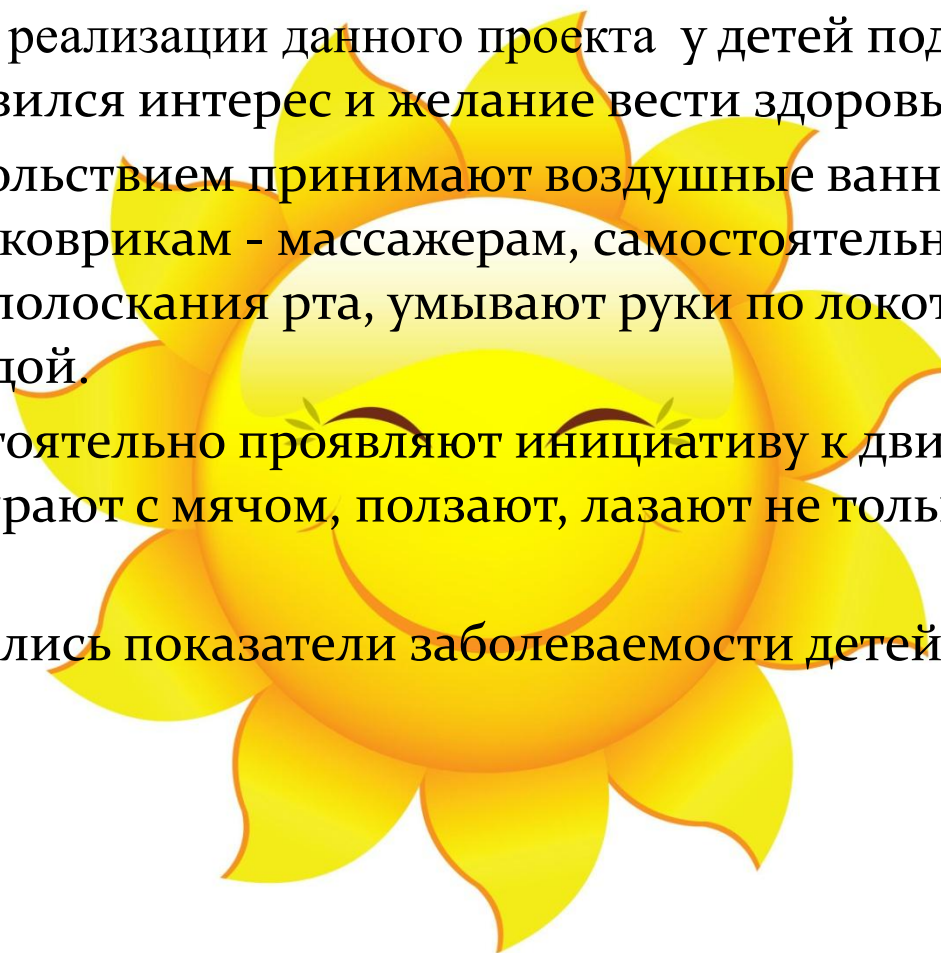 реализации данного проекта у детей под
вился интерес и желание вести здоровы
ольствием принимают воздушные ванн
коврикам - массажерам, самостоятельн
полоскания рта, умывают руки по локот
дой.
тоятельно проявляют инициативу к дви
рают с мячом, ползают, лазают не толь
лись показатели заболеваемости детей